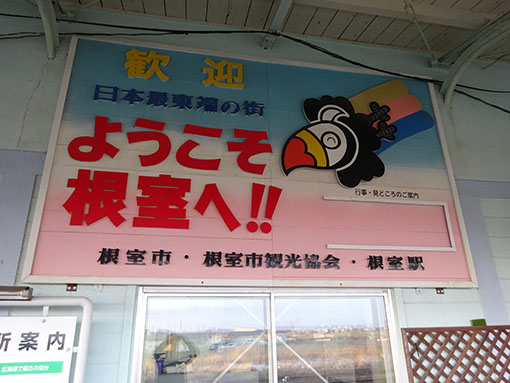 歓迎
日本最東端の街
ようこそ
根室へ!!
行事・見どころのご案内
根室市・根室市観光協会・根室駅
所案内